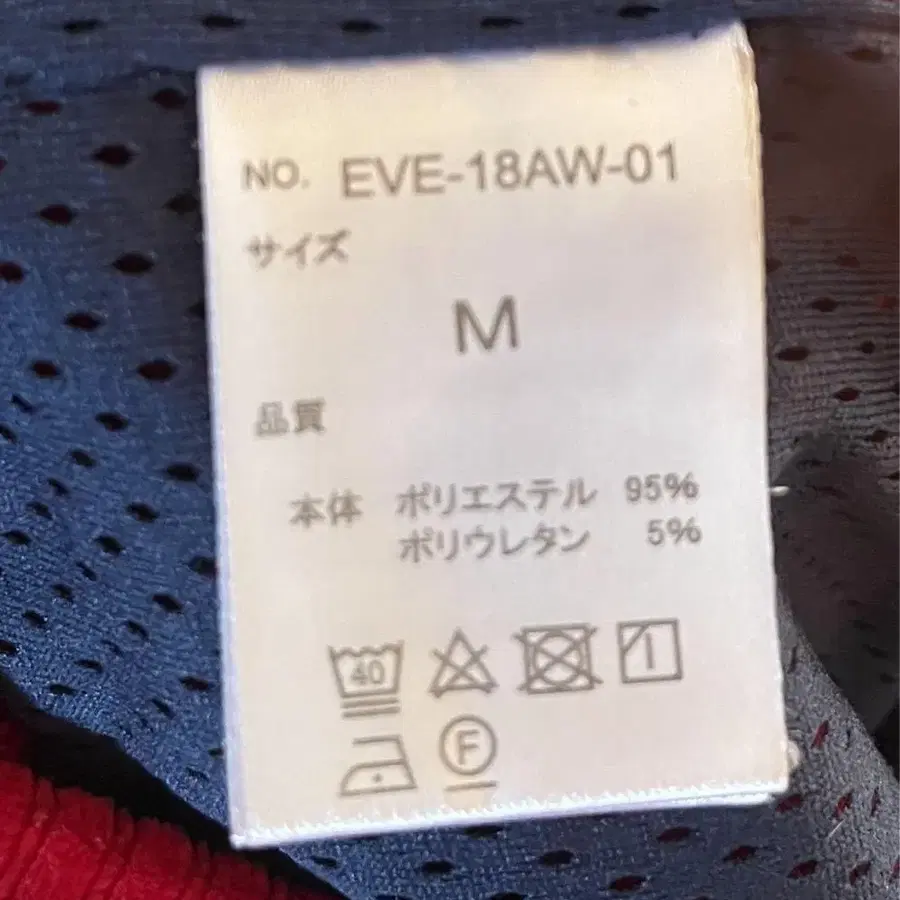 NO. EVE-18AW-01
サイズ
M
品質
本体 ポリエステル 95%
ポリウレタン 5%
40
F